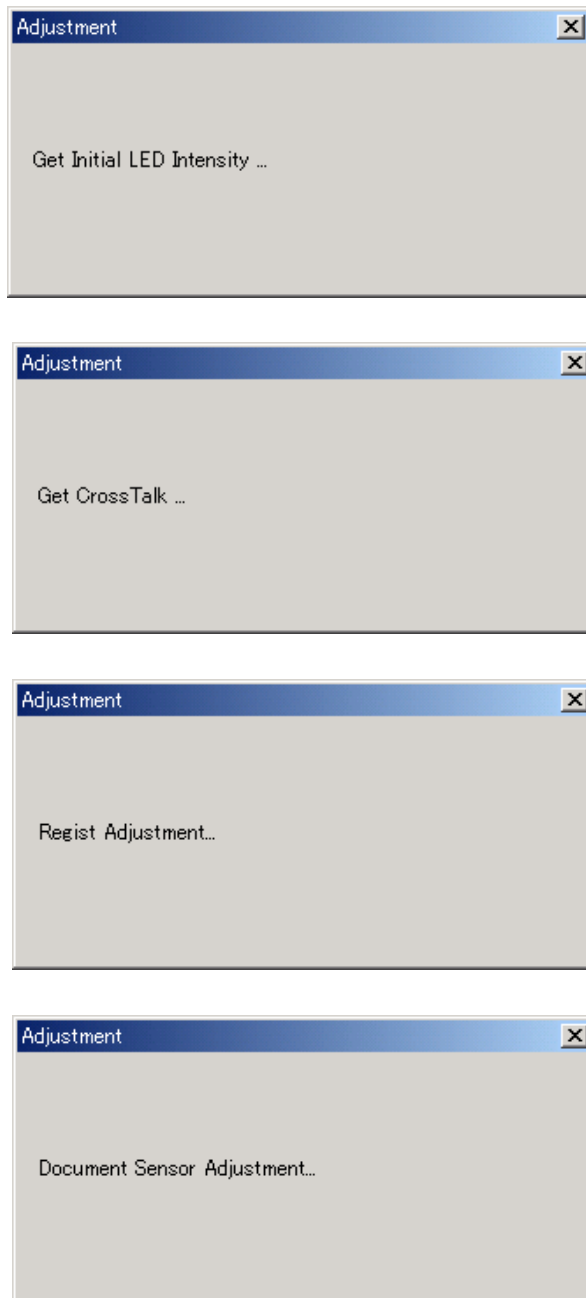 Adjustment
Get Initial LED Intensity ...
Adjustment
Get CrossTalk ...
Adjustment
Regist Adjustment...
Adjustment
Document Sensor Adjustment...